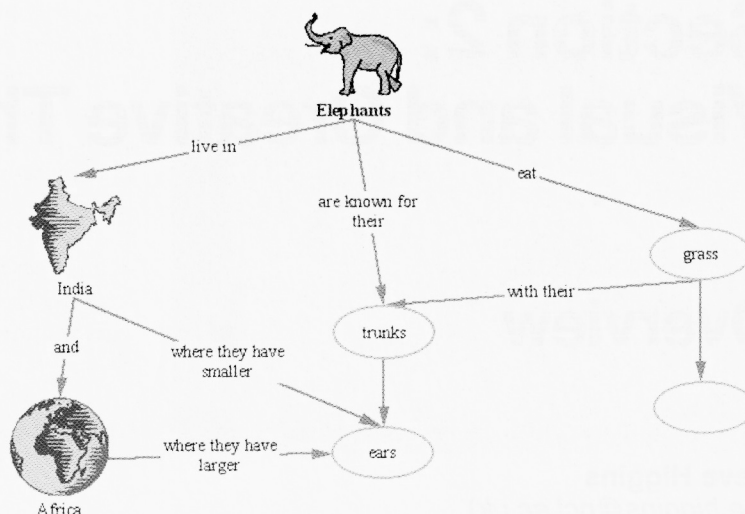 Elephants
live in
eat
are known for
their
grass
India
with their
trunks
and
where they have
smaller
where they have
larger
ears
Africa